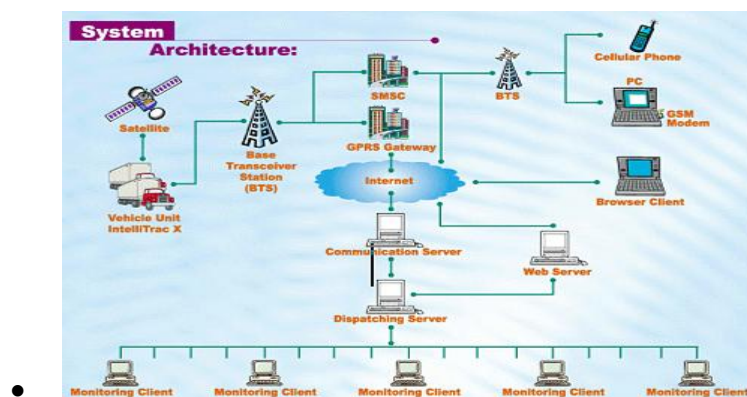 System
Architecture:
Satellite
Vehicle Unit
IntelliTrac X
Base
Transceiver
Station
(BTS)
SMSC
GPRS Gateway
BTS
Cellular Phone
PC
GSM
Modem
Internet
Browser Client
Communication Server
Web Server
Dispatching Server
Monitoring Client
Monitoring Client
Monitoring Client
Monitoring Client
Monitoring Client